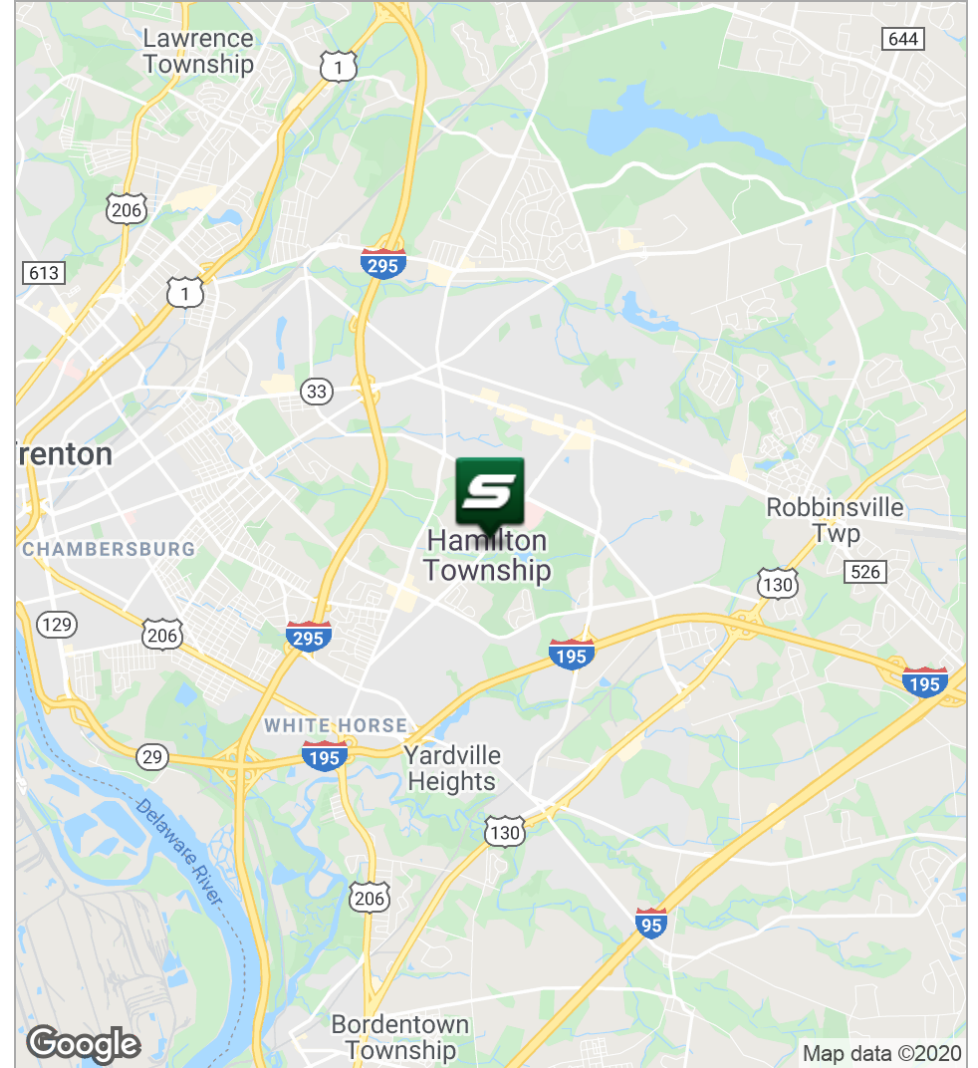 Lawrence
Township
1
644
206
295
613
1
33
renton
S
Robbinsville
Twp
Hamilton
Township
CHAMBERSBURG
526
130
129
206
295
195
195
WHITE HORSE
195
29
Yardville
Heights
Delaware River
130
206
95
Bordentown
Township
Google
Map data ©2020